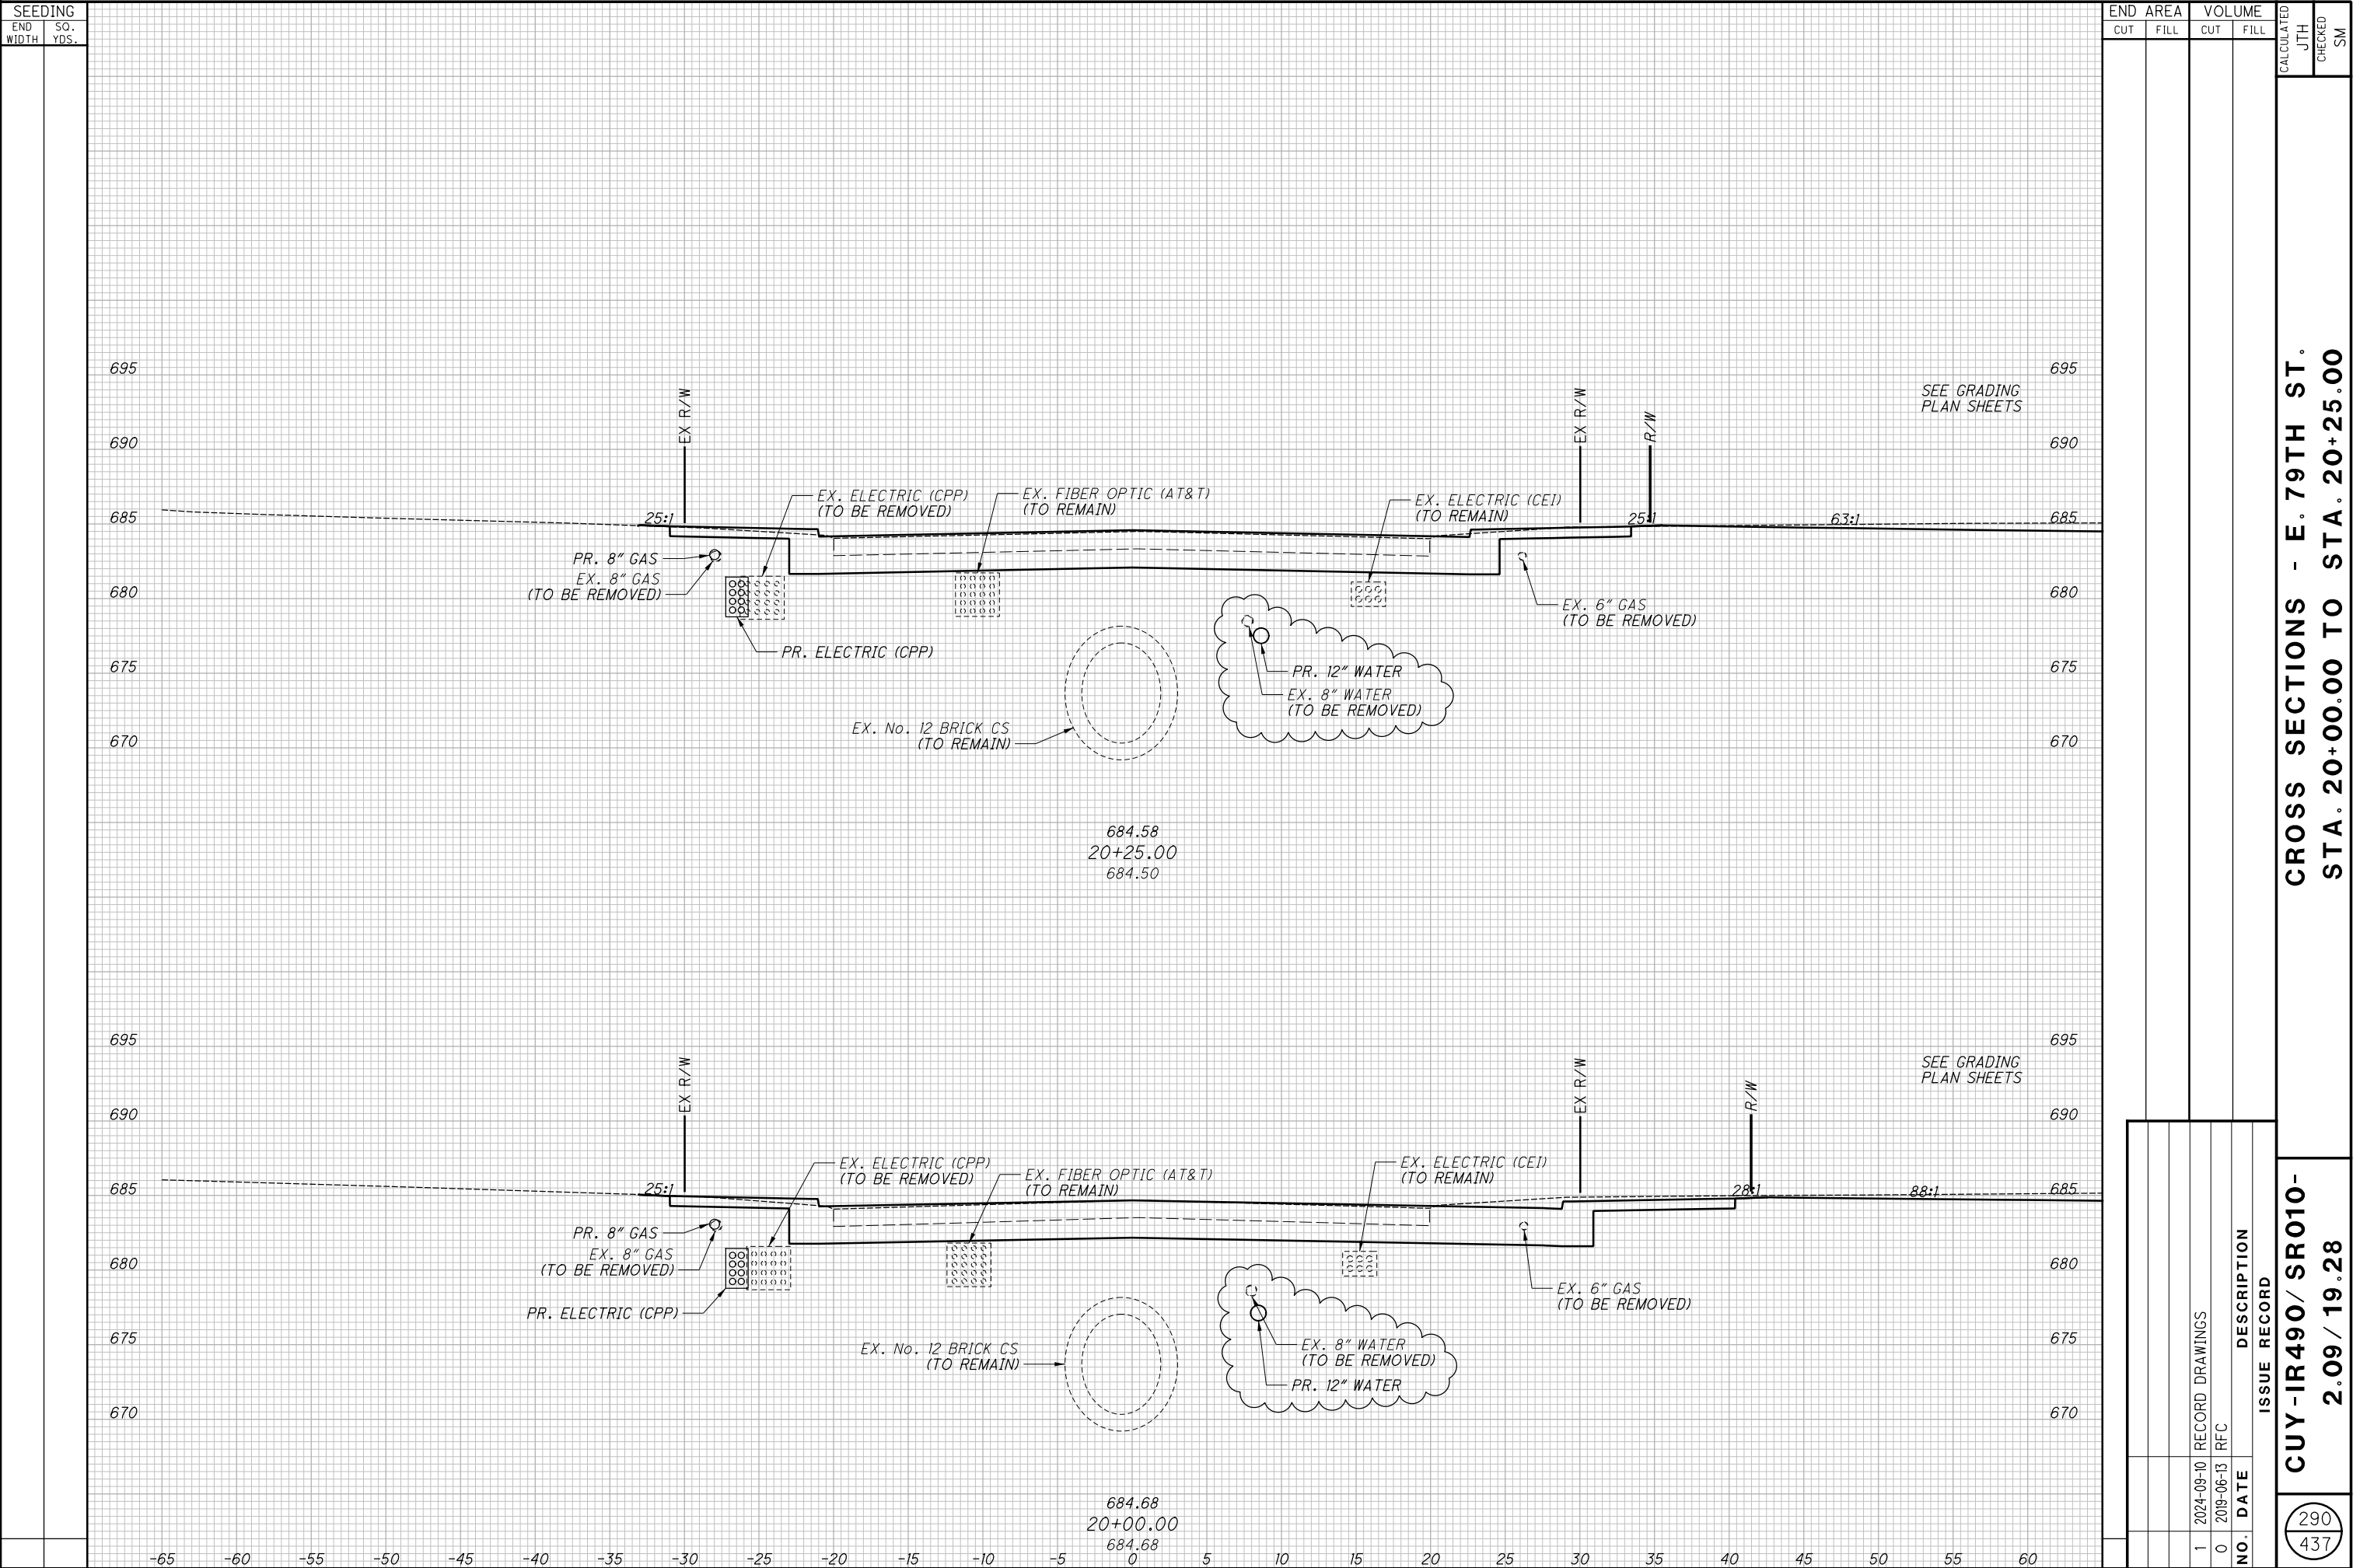 SEEDING
END WIDTH
SQ. YDS.
END AREA
VOLUME
CUT
FILL
CUT
FILL
CALCULATED
JTH
CHECKED
SM
695
690
685
680
675
670
695
690
685
680
675
670
EX R/W
EX R/W
R/W
SEE GRADING
PLAN SHEETS
25:1
25:1
63:1
EX. ELECTRIC (CPP)
(TO BE REMOVED)
EX. FIBER OPTIC (AT&T)
(TO REMAIN)
EX. ELECTRIC (CEI)
(TO REMAIN)
PR. 8" GAS
EX. 8" GAS
(TO BE REMOVED)
PR. ELECTRIC (CPP)
EX. 6" GAS
(TO BE REMOVED)
PR. 12" WATER
EX. 8" WATER
(TO BE REMOVED)
EX. No. 12 BRICK CS
(TO REMAIN)
684.58
20+25.00
684.50
695
690
685
680
675
670
695
690
685
680
675
670
EX R/W
EX R/W
R/W
SEE GRADING
PLAN SHEETS
25:1
28:1
88:1
EX. ELECTRIC (CPP)
(TO BE REMOVED)
EX. FIBER OPTIC (AT&T)
(TO REMAIN)
EX. ELECTRIC (CEI)
(TO REMAIN)
PR. 8" GAS
EX. 8" GAS
(TO BE REMOVED)
PR. ELECTRIC (CPP)
EX. 6" GAS
(TO BE REMOVED)
EX. 8" WATER
(TO BE REMOVED)
PR. 12" WATER
EX. No. 12 BRICK CS
(TO REMAIN)
684.68
20+00.00
684.68
-65 -60 -55 -50 -45 -40 -35 -30 -25 -20 -15 -10 -5 0 5 10 15 20 25 30 35 40 45 50 55 60
CROSS SECTIONS - E. 79TH ST.
STA. 20+00.00 TO STA. 20+25.00
1 2024-09-10 RECORD DRAWINGS
0 2019-06-13 RFC
NO. DATE DESCRIPTION
ISSUE RECORD
CUY-IR490/SR010-
2.09/19.28
290
437